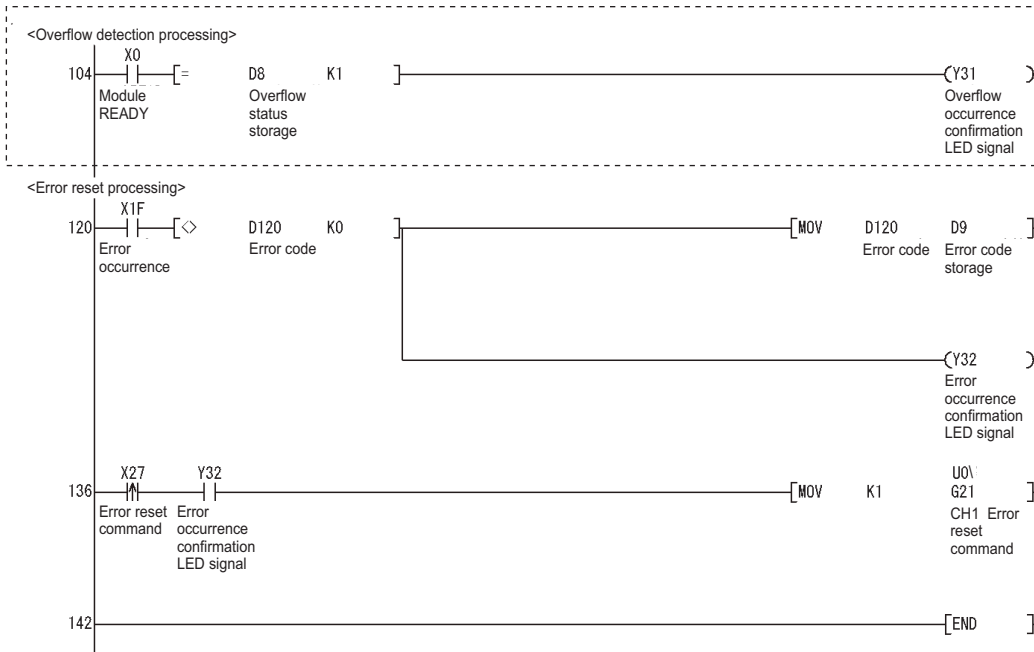 <Overflow detection processing>
X0
104 [= D8 K1 ] (Y31 )
Module READY
Overflow status storage
Overflow occurrence confirmation LED signal
<Error reset processing>
X1F
120 [<> D120 K0 ] [MOV D120 D9 ]
Error occurrence
Error code
Error code
Error code storage
(Y32 )
Error occurrence confirmation LED signal
X27 Y32 U0\
136 [MOV K1 G21 ]
Error reset command
Error occurrence confirmation LED signal
CH1 Error reset command
142 [END ]